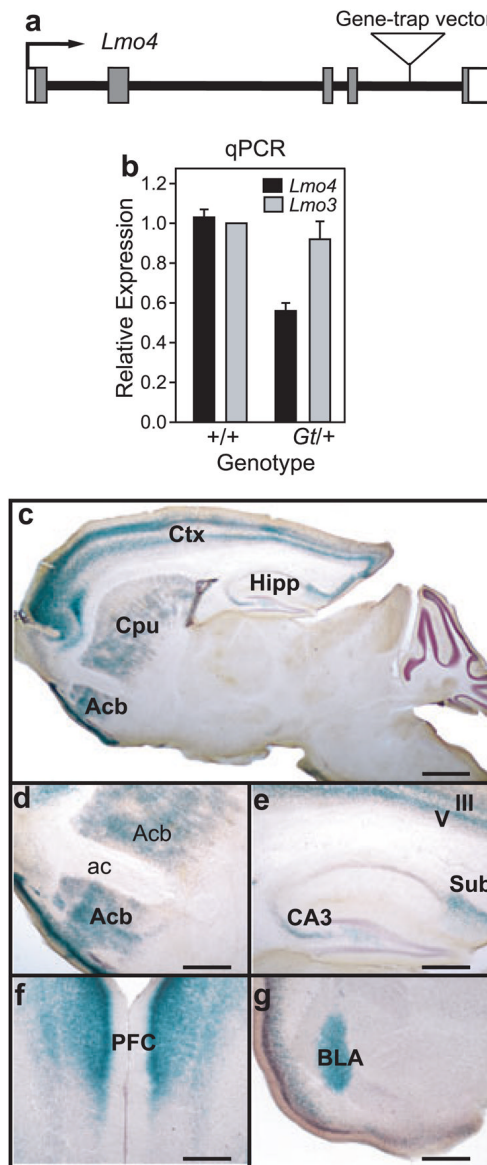 a
Lmo4
Gene-trap vector
b
qPCR
Lmo4
Lmo3
Relative Expression
1.2
1.0
0.8
0.6
0.4
0.2
0.0
+/+
Gt/+
Genotype
c
Ctx
Hipp
Cpu
Acb
d
Acb
ac
Acb
e
III
V
Sub
CA3
f
PFC
g
BLA